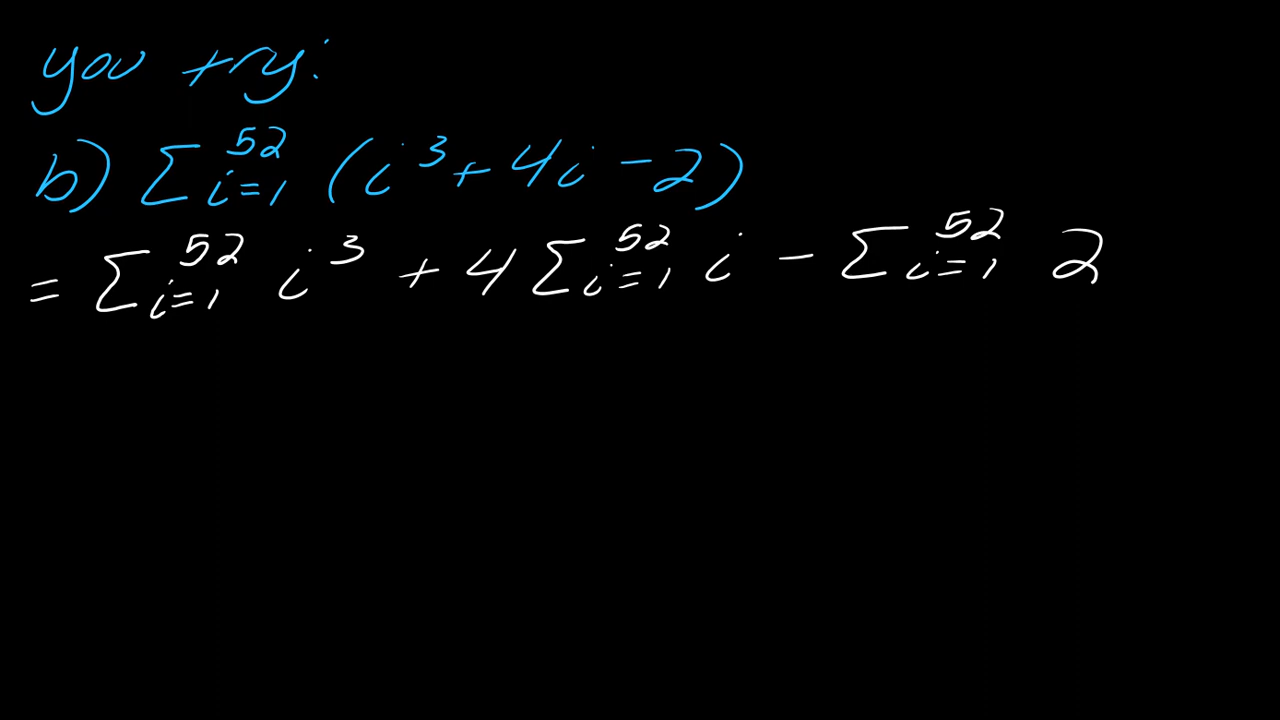 you try:
b) ∑_{i=1}^{52} (i^3 + 4i - 2)
= ∑_{i=1}^{52} i^3 + 4 ∑_{i=1}^{52} i - ∑_{i=1}^{52} 2